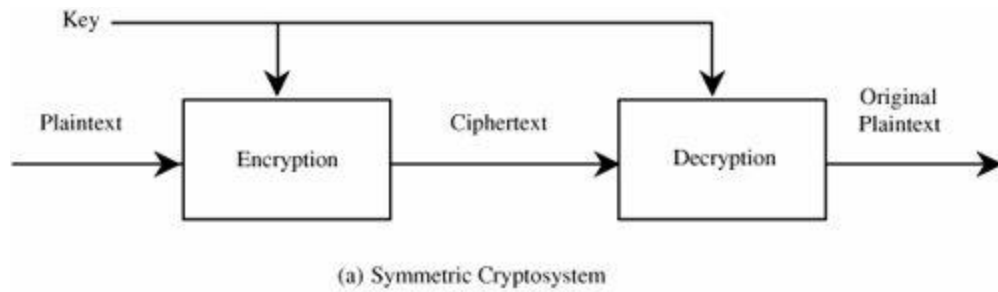 Key
Plaintext
Encryption
Ciphertext
Decryption
Original
Plaintext
(a) Symmetric Cryptosystem